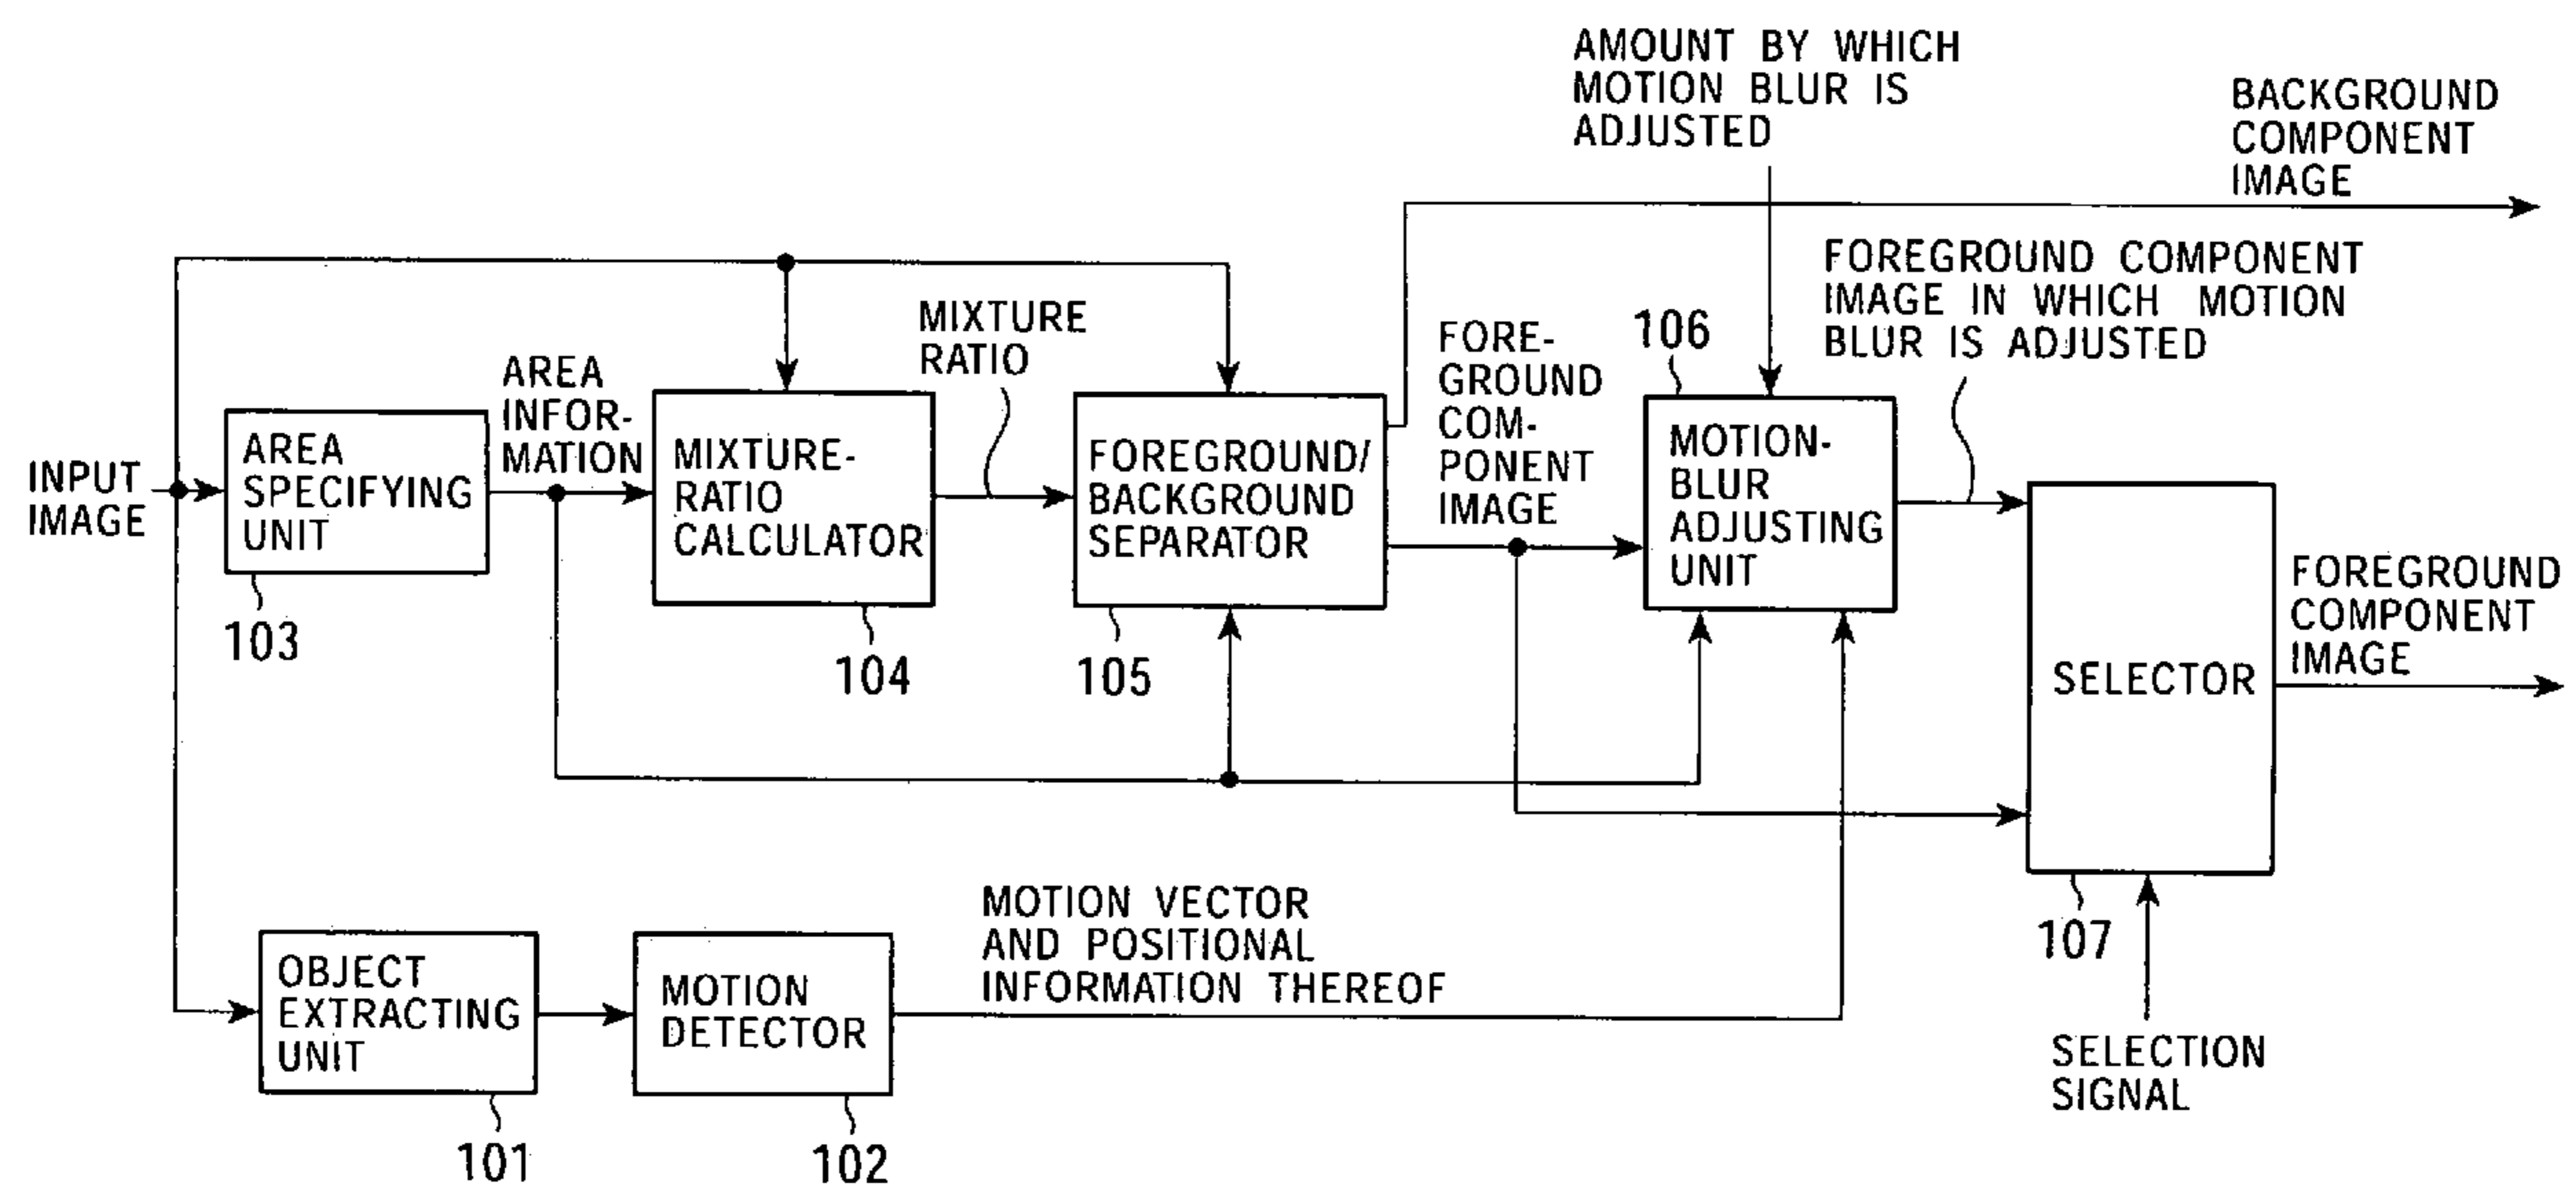 AMOUNT BY WHICH
MOTION BLUR IS
ADJUSTED
BACKGROUND
COMPONENT
IMAGE
FOREGROUND COMPONENT
IMAGE IN WHICH MOTION
BLUR IS ADJUSTED
MIXTURE
RATIO
FORE-
GROUND
COM-
PONENT
IMAGE
106
AREA
INFOR-
MATION
INPUT
IMAGE
AREA
SPECIFYING
UNIT
103
MIXTURE-
RATIO
CALCULATOR
104
FOREGROUND/
BACKGROUND
SEPARATOR
105
MOTION-
BLUR
ADJUSTING
UNIT
SELECTOR
107
FOREGROUND
COMPONENT
IMAGE
OBJECT
EXTRACTING
UNIT
101
MOTION
DETECTOR
102
MOTION VECTOR
AND POSITIONAL
INFORMATION THEREOF
SELECTION
SIGNAL